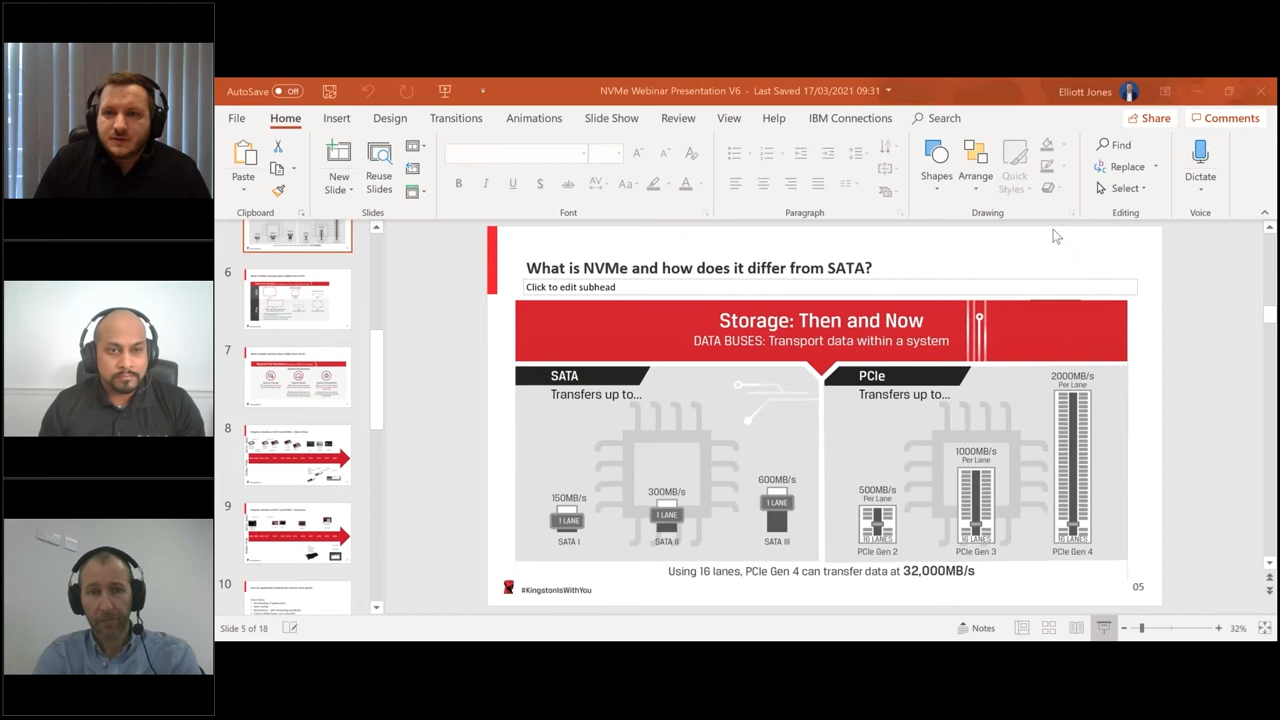 AutoSave Off
NVMe Webinar Presentation V6 - Last Saved 17/03/2021 09:31
Elliott Jones
File Home Insert Design Transitions Animations Slide Show Review View Help IBM Connections Search Share Comments
Paste
New
Slide
Reuse
Slides
Shapes
Arrange
Quick
Styles
Find
Replace
Select
Dictate
Clipboard Slides Font Paragraph Drawing Editing Voice
6
7
8
9
10
What is NVMe and how does it differ from SATA?
Click to edit subhead
Storage: Then and Now
DATA BUSES: Transport data within a system
SATA
Transfers up to...
150MB/s
1 LANE
SATA I
300MB/s
1 LANE
SATA II
600MB/s
1 LANE
SATA III
PCIe
Transfers up to...
500MB/s
Per Lane
16 LANES
PCIe Gen 2
1000MB/s
Per Lane
16 LANES
PCIe Gen 3
2000MB/s
Per Lane
16 LANES
PCIe Gen 4
Using 16 lanes, PCIe Gen 4 can transfer data at 32,000MB/s
#KingstonIsWithYou
05
Slide 5 of 18
Notes
32%